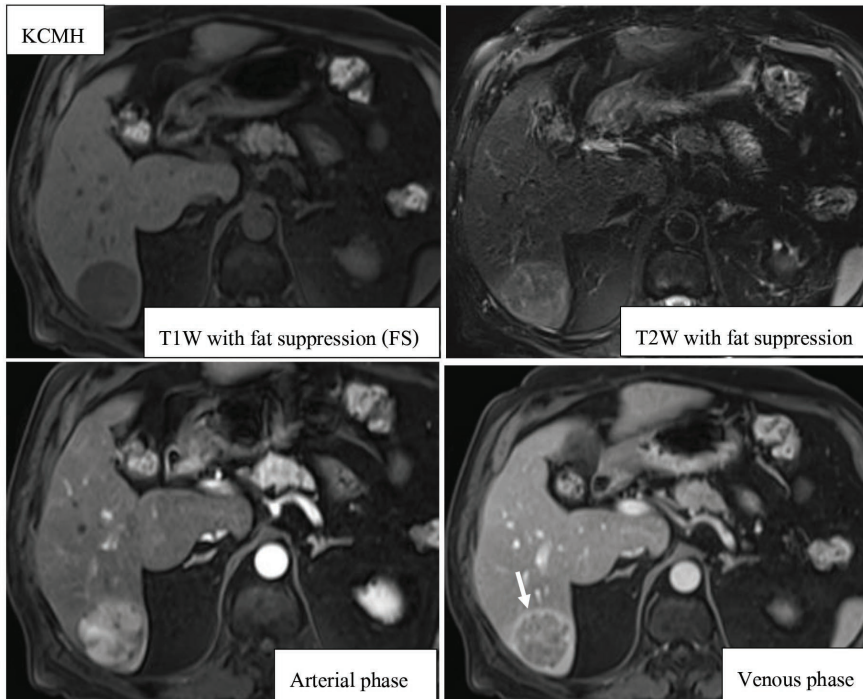 KCMH
T1W with fat suppression (FS)
T2W with fat suppression
Arterial phase
Venous phase